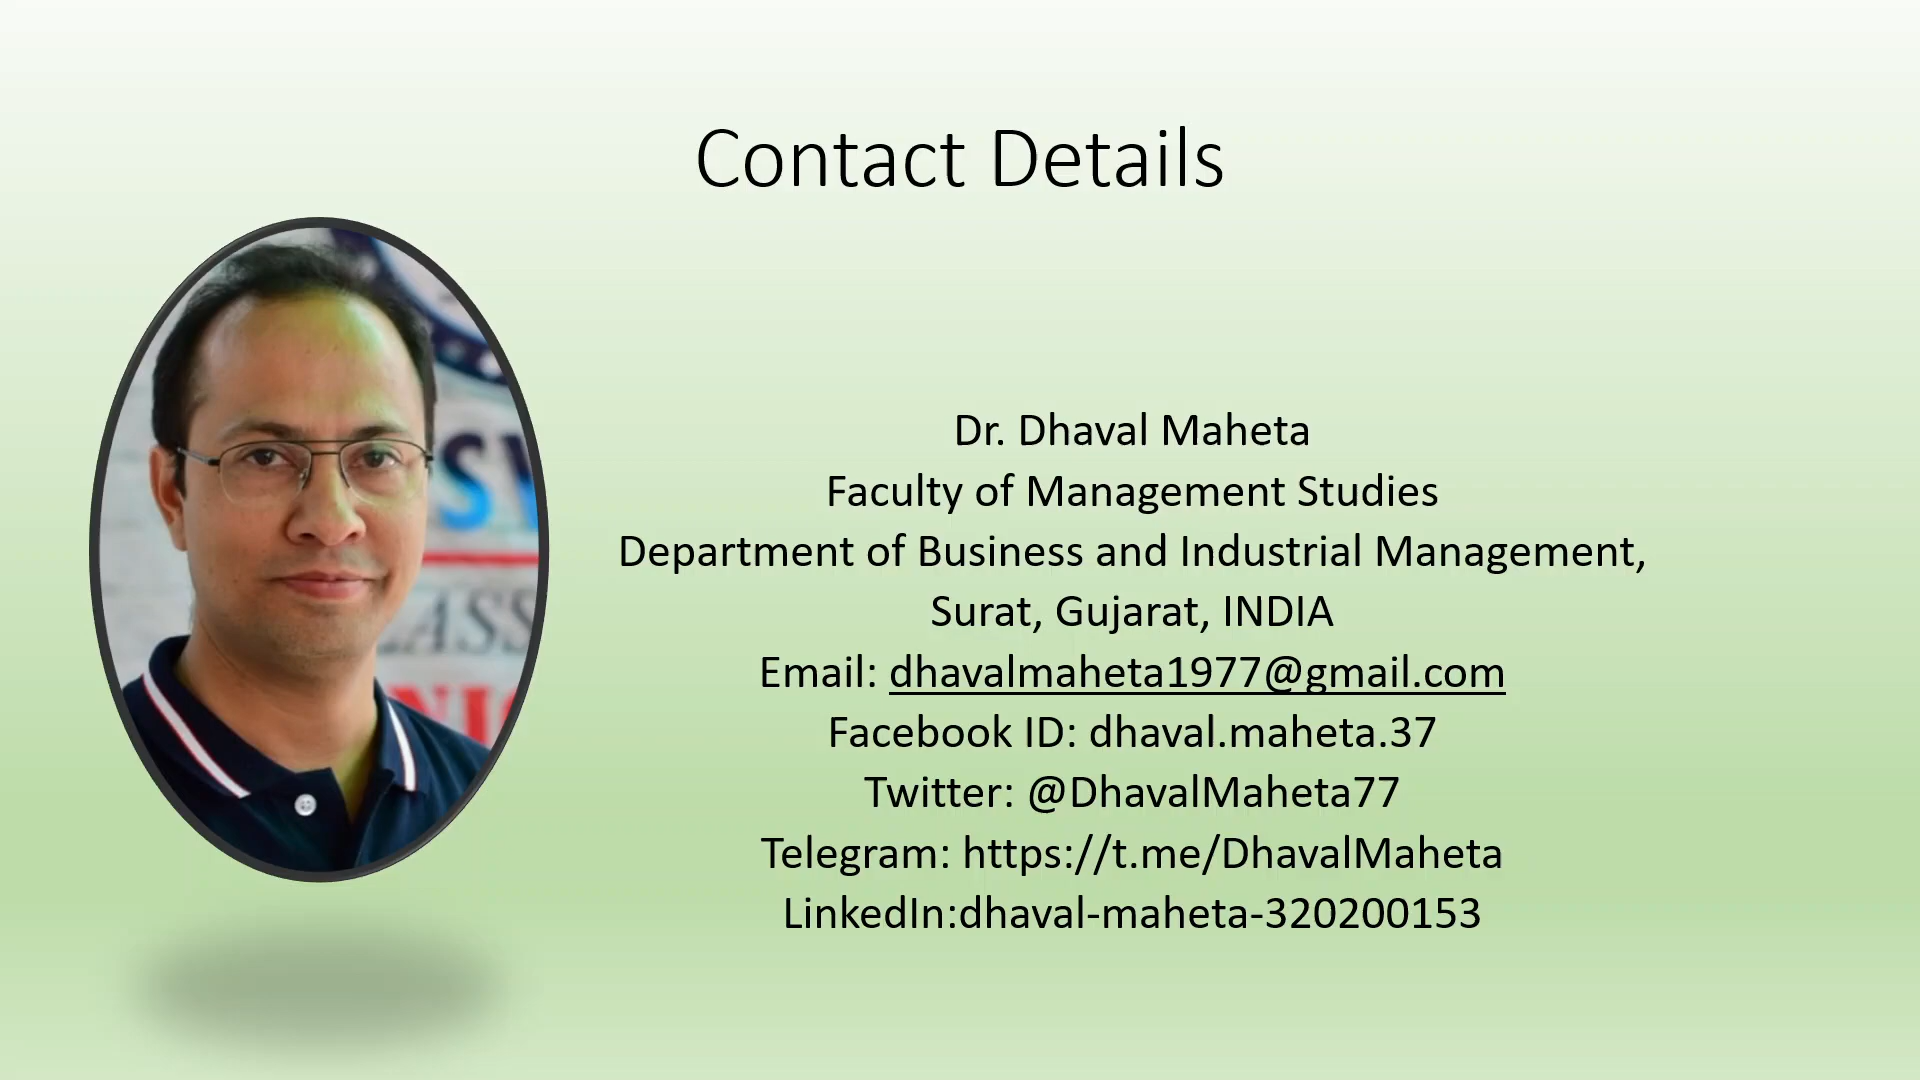 Contact Details
Dr. Dhaval Maheta
Faculty of Management Studies
Department of Business and Industrial Management,
Surat, Gujarat, INDIA
Email: dhavalmaheta1977@gmail.com
Facebook ID: dhaval.maheta.37
Twitter: @DhavalMaheta77
Telegram: https://t.me/DhavalMaheta
LinkedIn:dhaval-maheta-320200153